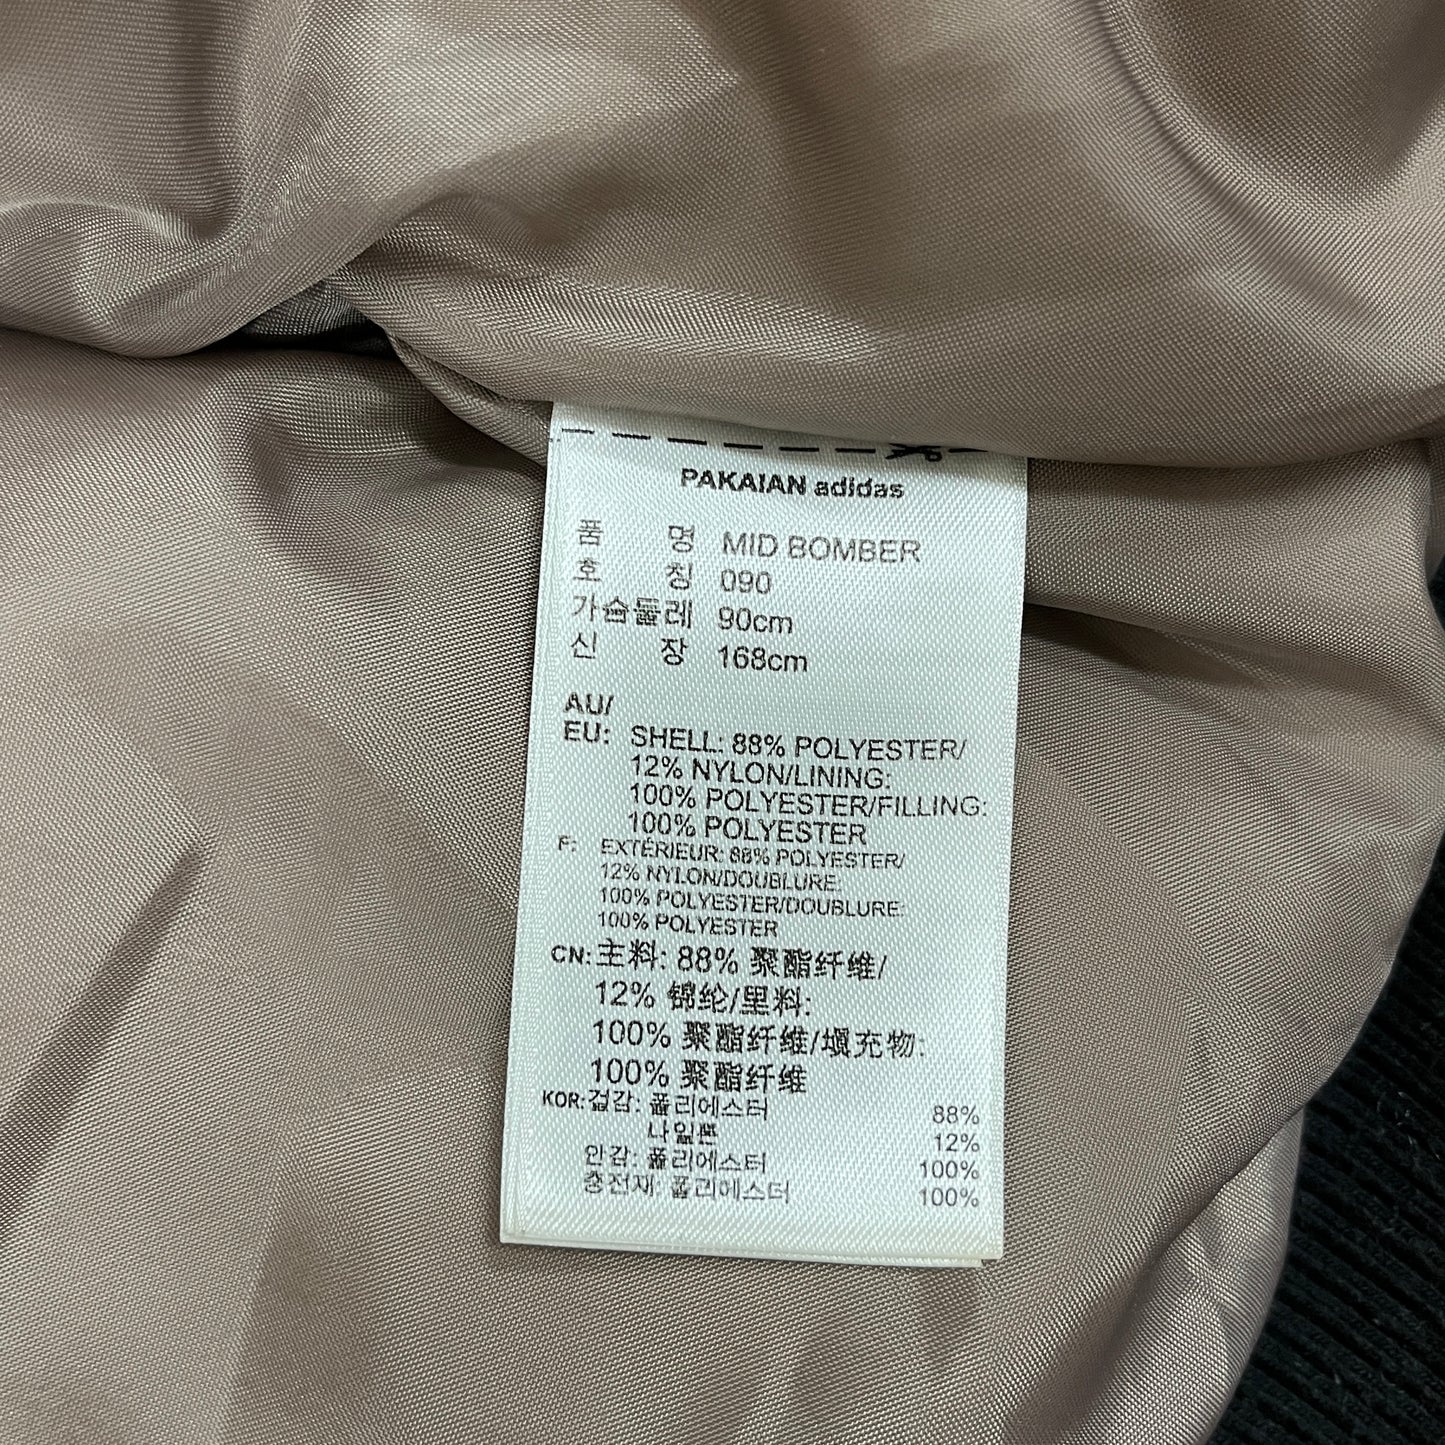 PAKAIAN adidas
품 명 MID BOMBER
호 칭 090
가슴둘레 90cm
신 장 168cm
AU/
EU: SHELL: 88% POLYESTER/
12% NYLON/LINING:
100% POLYESTER/FILLING:
100% POLYESTER
F: EXTÉRIEUR: 88% POLYESTER/
12% NYLON/DOUBLURE:
100% POLYESTER/DOUBLURE:
100% POLYESTER
CN: 主料: 88% 聚酯纤维/
12% 锦纶/里料:
100% 聚酯纤维/填充物:
100% 聚酯纤维
KOR: 겉감: 폴리에스터 88%
나일론 12%
안감: 폴리에스터 100%
충전재: 폴리에스터 100%